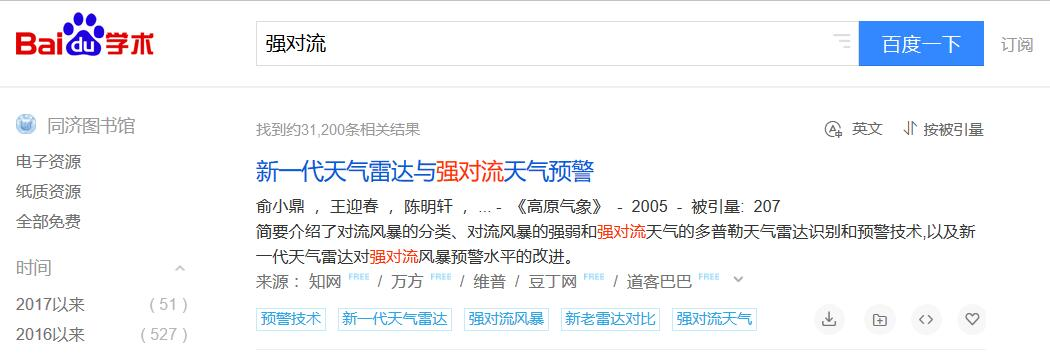 Bai du 学术
强对流
百度一下
订阅
同济图书馆
电子资源
纸质资源
全部免费
时间
2017以来 ( 51 )
2016以来 ( 527 )
找到约31,200条相关结果
英文 按被引量
新一代天气雷达与强对流天气预警
俞小鼎 ， 王迎春 ， 陈明轩 ， ... - 《高原气象》 - 2005 - 被引量: 207
简要介绍了对流风暴的分类、对流风暴的强弱和强对流天气的多普勒天气雷达识别和预警技术,以及新
一代天气雷达对强对流风暴预警水平的改进。
来源： 知网 FREE / 万方 FREE / 维普 / 豆丁网 FREE / 道客巴巴 FREE
预警技术 新一代天气雷达 强对流风暴 新老雷达对比 强对流天气